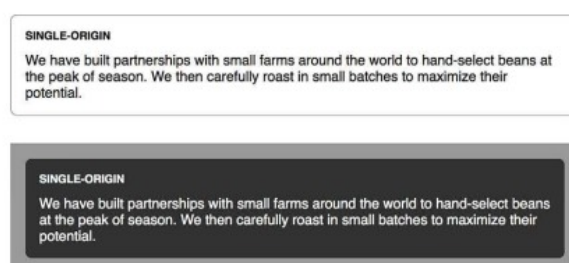 SINGLE-ORIGIN
We have built partnerships with small farms around the world to hand-select beans at
the peak of season. We then carefully roast in small batches to maximize their
potential.
SINGLE-ORIGIN
We have built partnerships with small farms around the world to hand-select beans
at the peak of season. We then carefully roast in small batches to maximize their
potential.